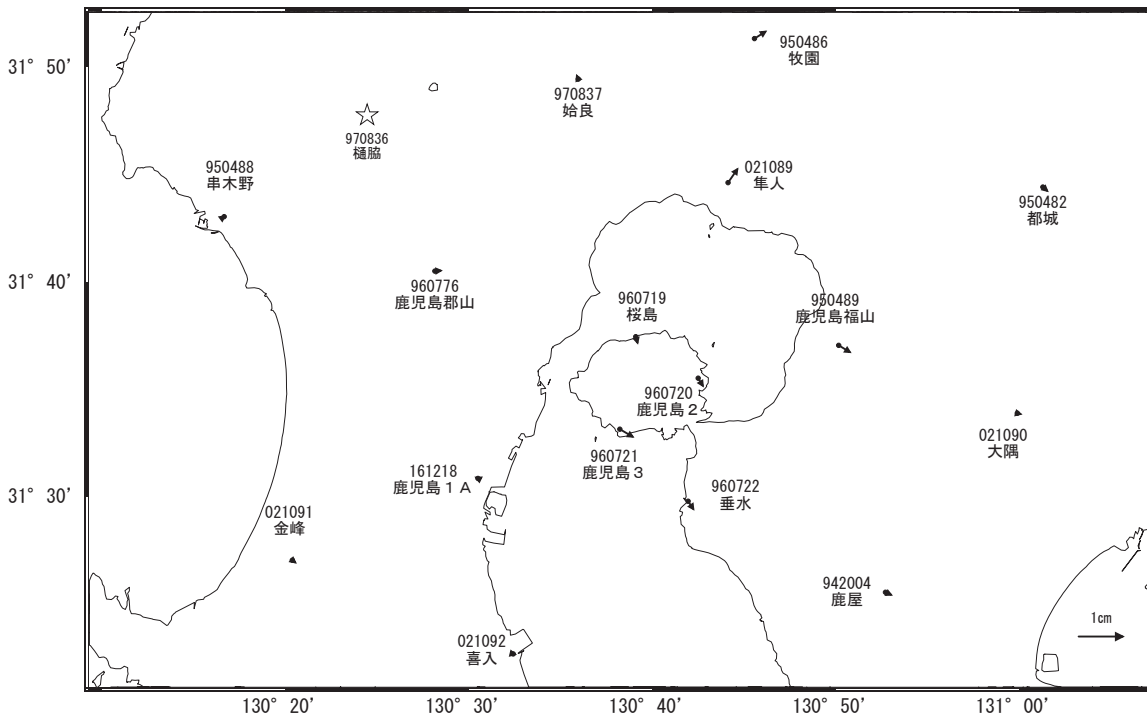 950486
牧園
31° 50'
970837
姶良
970836
樋脇
950488
串木野
021089
隼人
950482
都城
31° 40'
960776
鹿児島郡山
960719
桜島
950489
鹿児島福山
960720
鹿児島２
021090
大隅
960721
鹿児島３
161218
鹿児島１Ａ
31° 30'
960722
垂水
021091
金峰
942004
鹿屋
1cm
021092
喜入
130° 20'
130° 30'
130° 40'
130° 50'
131° 00'